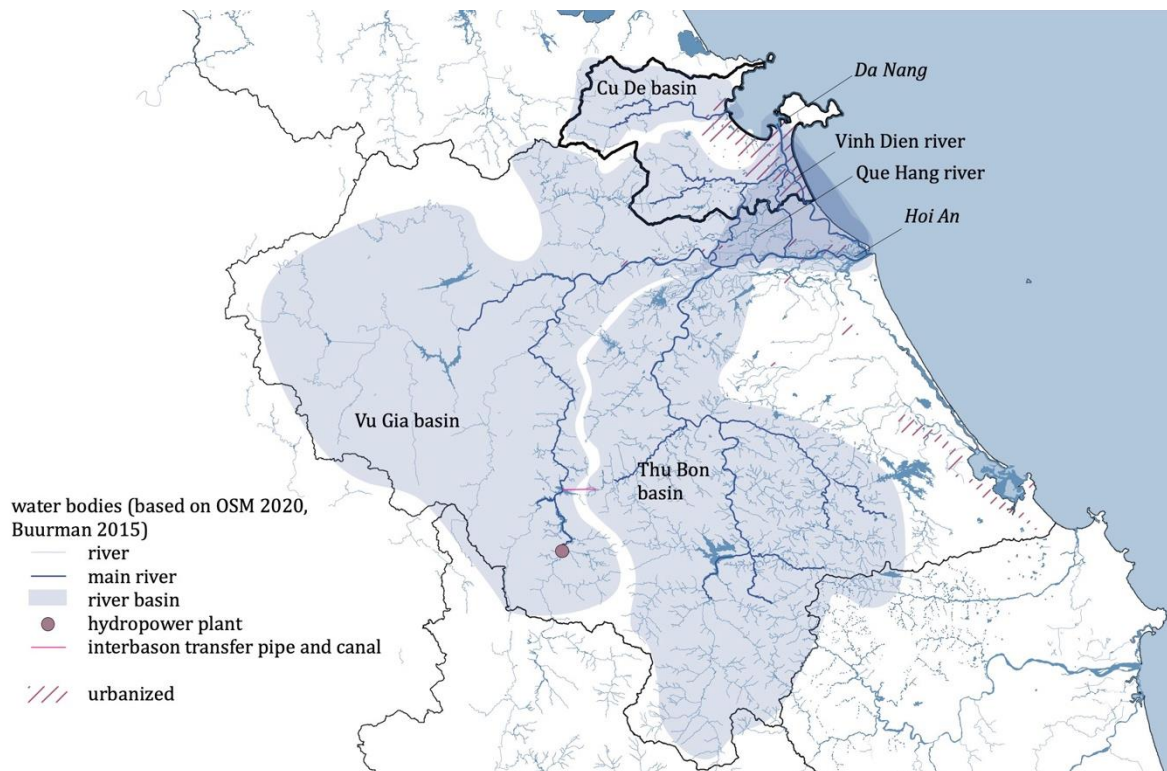 Cu De basin
Da Nang
Vinh Dien river
Que Hang river
Hoi An
Vu Gia basin
Thu Bon
basin
water bodies (based on OSM 2020,
Buurman 2015)
river
main river
river basin
hydropower plant
interbason transfer pipe and canal
urbanized